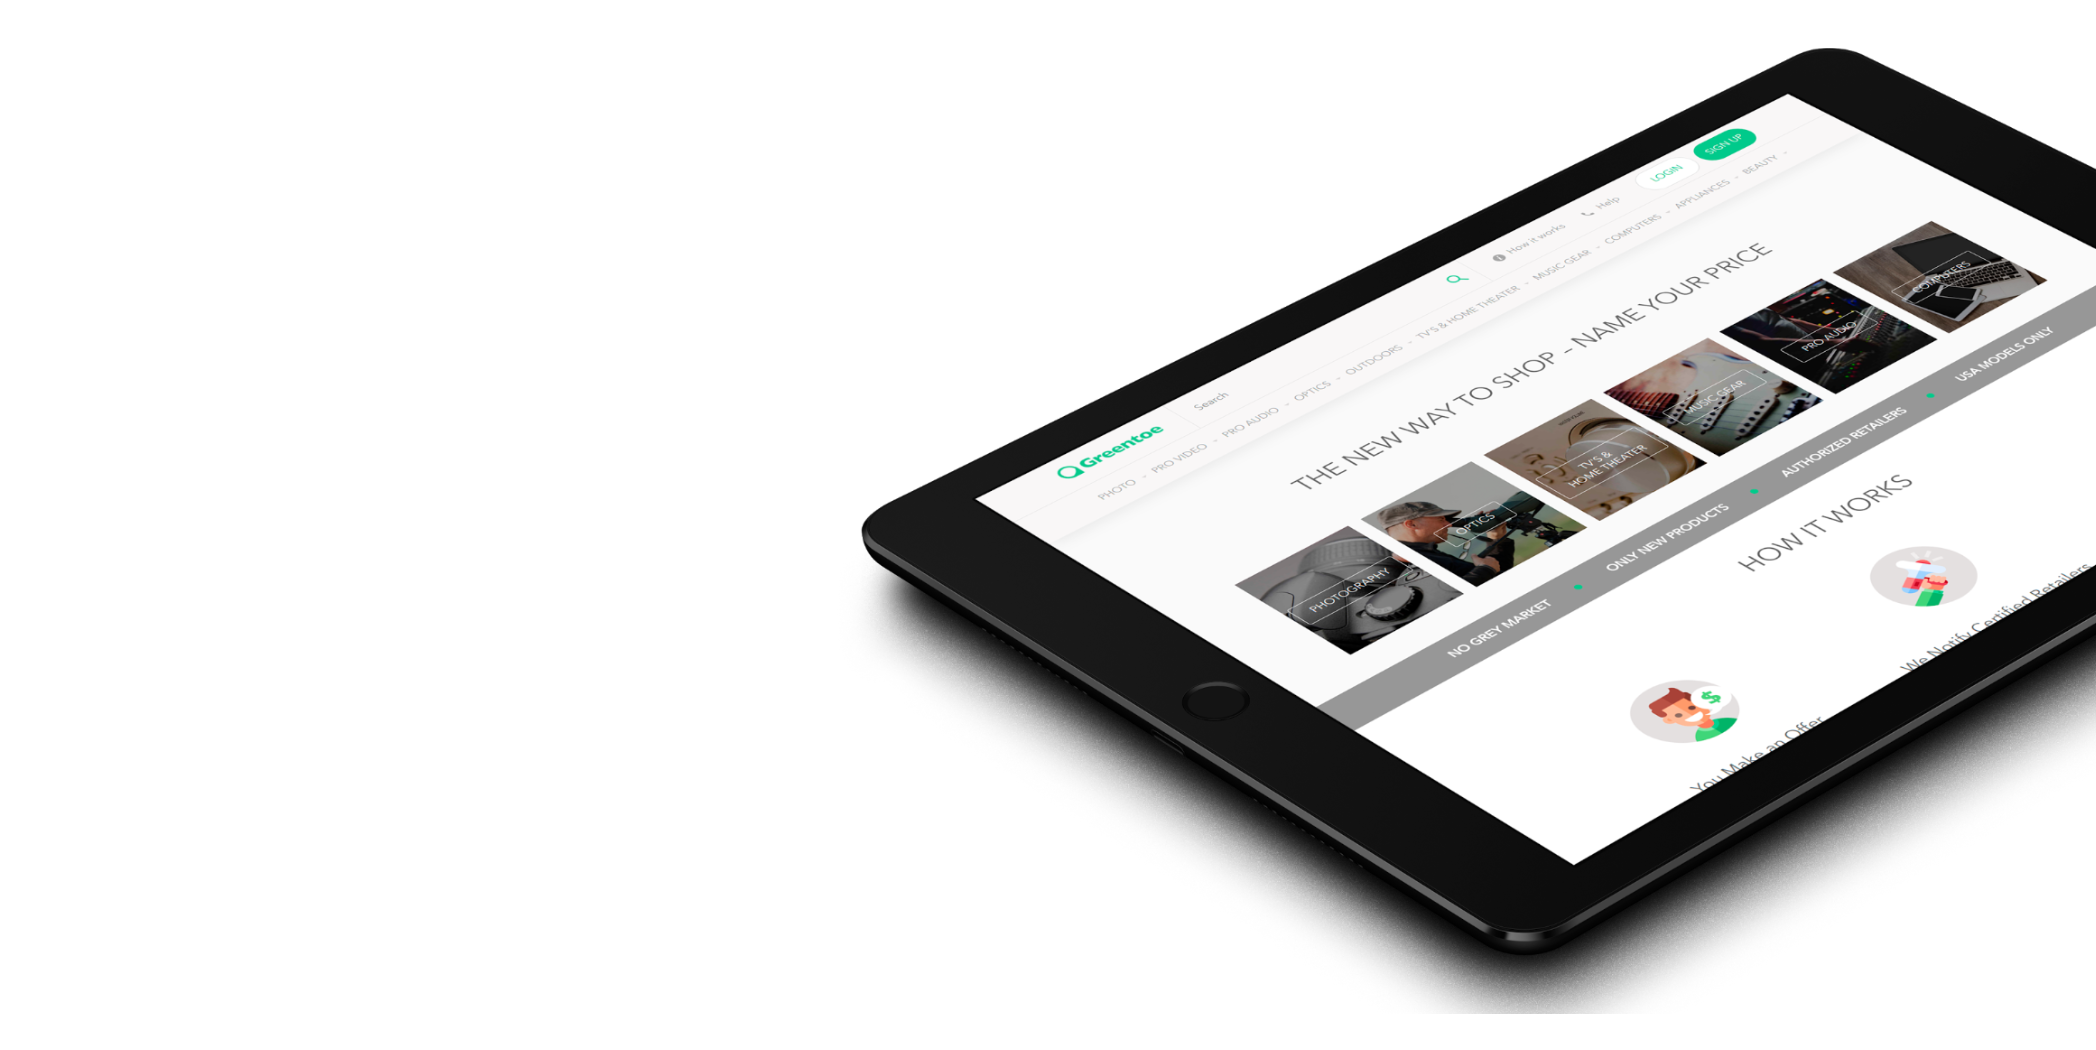 Greentoe
Search
How it works
Help
LOGIN
SIGN UP
PHOTO - PRO VIDEO - PRO AUDIO - OPTICS - OUTDOORS - TV'S & HOME THEATER - MUSIC GEAR - COMPUTERS - APPLIANCES - BEAUTY -
THE NEW WAY TO SHOP - NAME YOUR PRICE
PHOTOGRAPHY
OPTICS
TV'S &
HOME THEATER
MUSIC GEAR
PRO AUDIO
COMPUTERS
NO GREY MARKET • ONLY NEW PRODUCTS • AUTHORIZED RETAILERS • USA MODELS ONLY
HOW IT WORKS
$
You Make an Offer
We Notify Certified Retailers